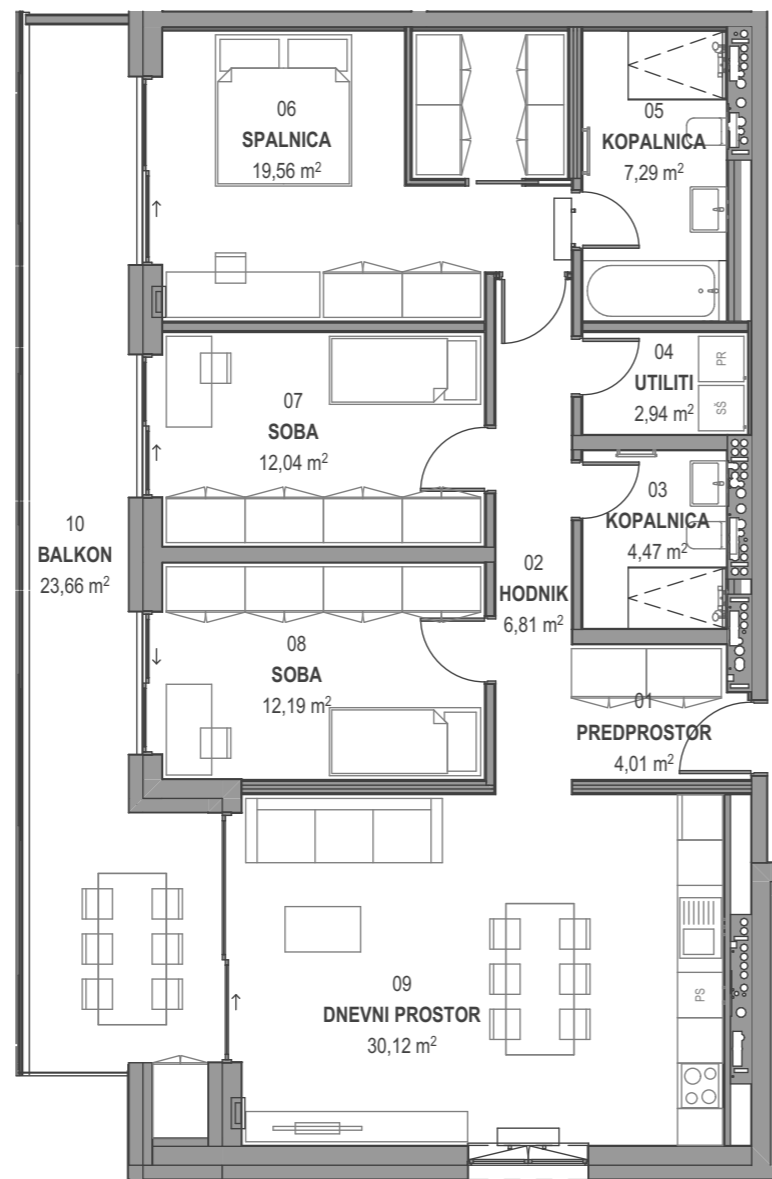 06
SPALNICA
19,56 m²
05
KOPALNICA
7,29 m²
04
UTILITI
2,94 m²
PR
SŠ
07
SOBA
12,04 m²
03
KOPALNICA
4,47 m²
10
BALKON
23,66 m²
02
HODNIK
6,81 m²
08
SOBA
12,19 m²
01
PREDPROSTOR
4,01 m²
09
DNEVNI PROSTOR
30,12 m²
PS